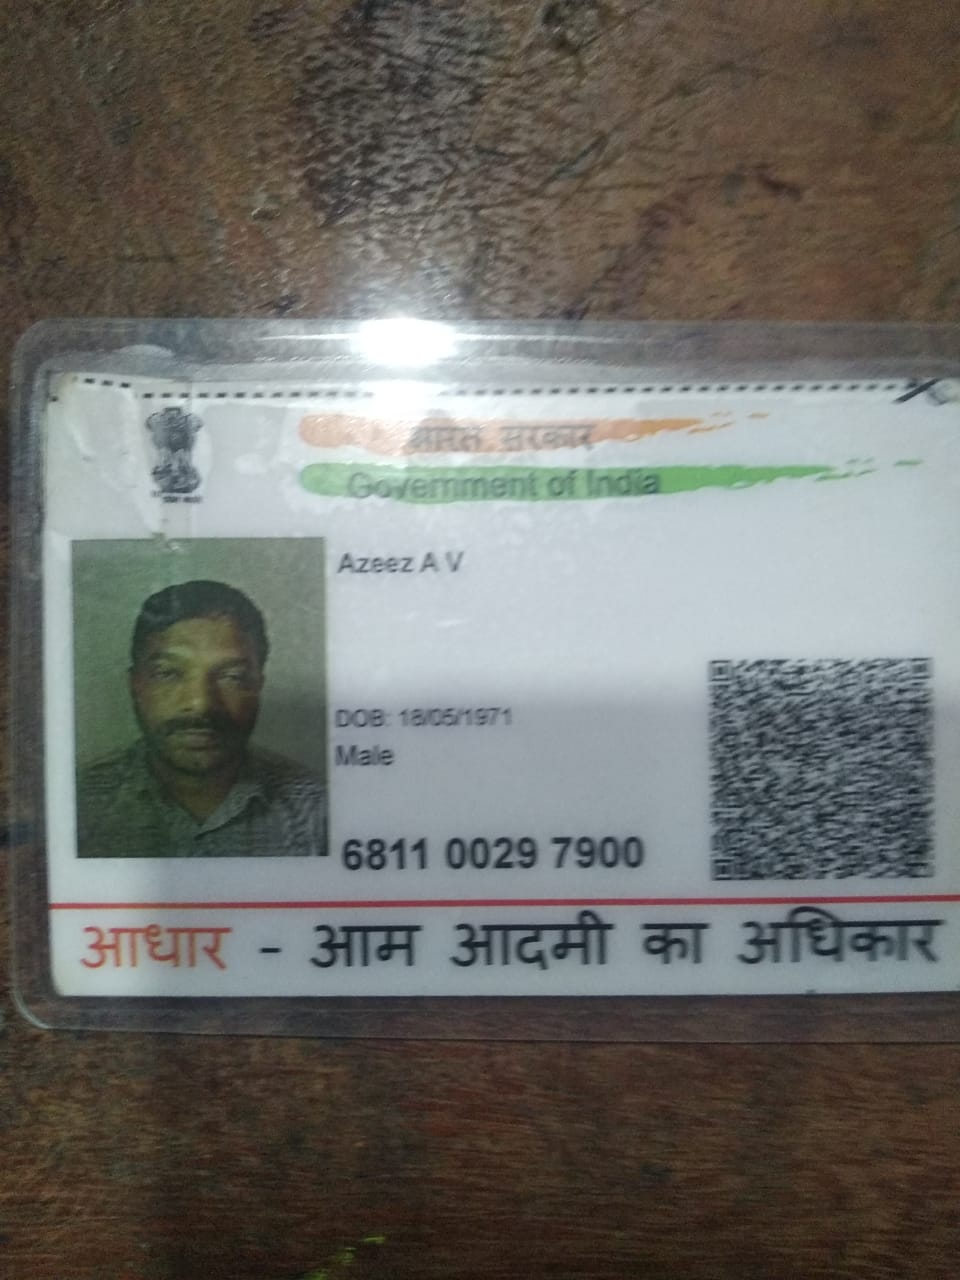 भारत सरकार
Government of India
Azeez A V
DOB: 18/05/1971
Male
6811 0029 7900
आधार - आम आदमी का अधिकार